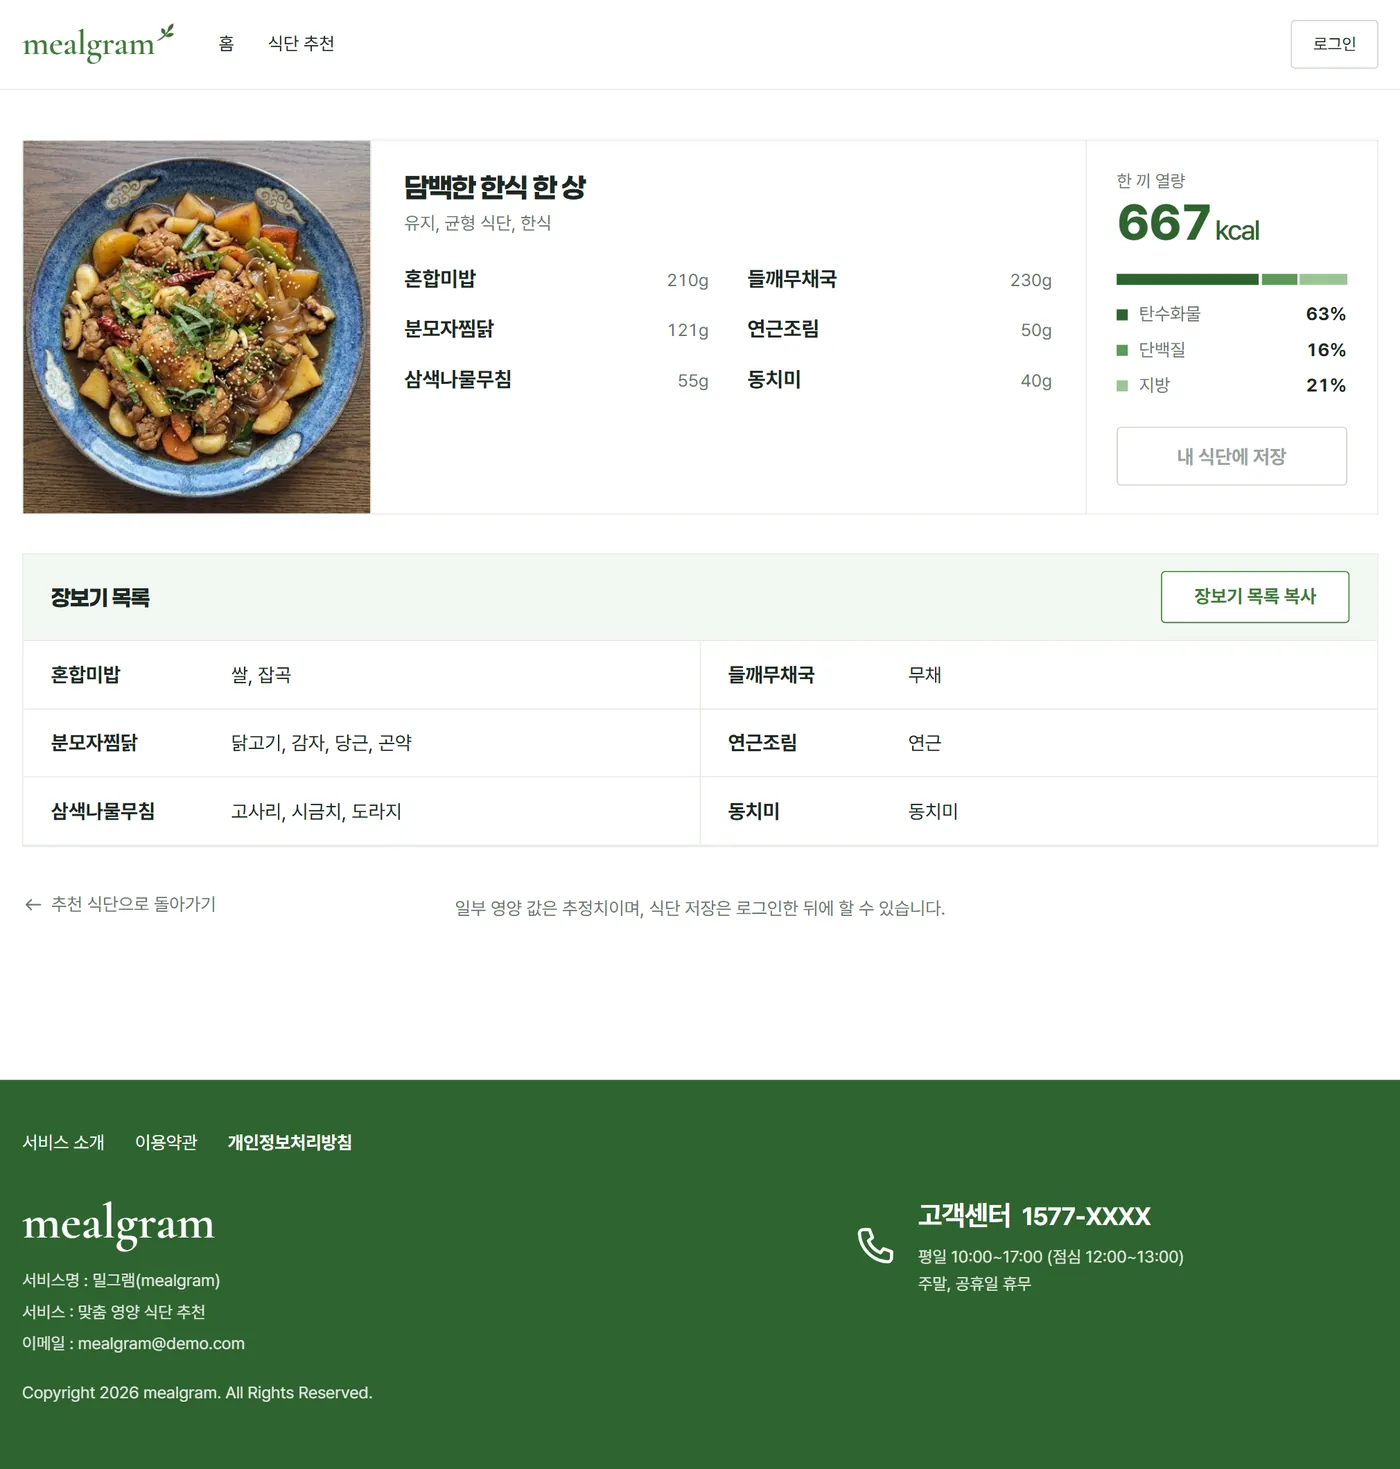 mealgram
홈
식단 추천
로그인
담백한 한식 한 상
유지, 균형 식단, 한식
혼합미밥 210g
들깨무채국 230g
분모자찜닭 121g
연근조림 50g
삼색나물무침 55g
동치미 40g
한 끼 열량
667 kcal
탄수화물 63%
단백질 16%
지방 21%
내 식단에 저장
장보기 목록
장보기 목록 복사
혼합미밥 쌀, 잡곡
들깨무채국 무채
분모자찜닭 닭고기, 감자, 당근, 곤약
연근조림 연근
삼색나물무침 고사리, 시금치, 도라지
동치미 동치미
← 추천 식단으로 돌아가기
일부 영양 값은 추정치이며, 식단 저장은 로그인한 뒤에 할 수 있습니다.
서비스 소개
이용약관
개인정보처리방침
mealgram
서비스명 : 밀그램(mealgram)
서비스 : 맞춤 영양 식단 추천
이메일 : mealgram@demo.com
Copyright 2026 mealgram. All Rights Reserved.
고객센터 1577-XXXX
평일 10:00~17:00 (점심 12:00~13:00)
주말, 공휴일 휴무